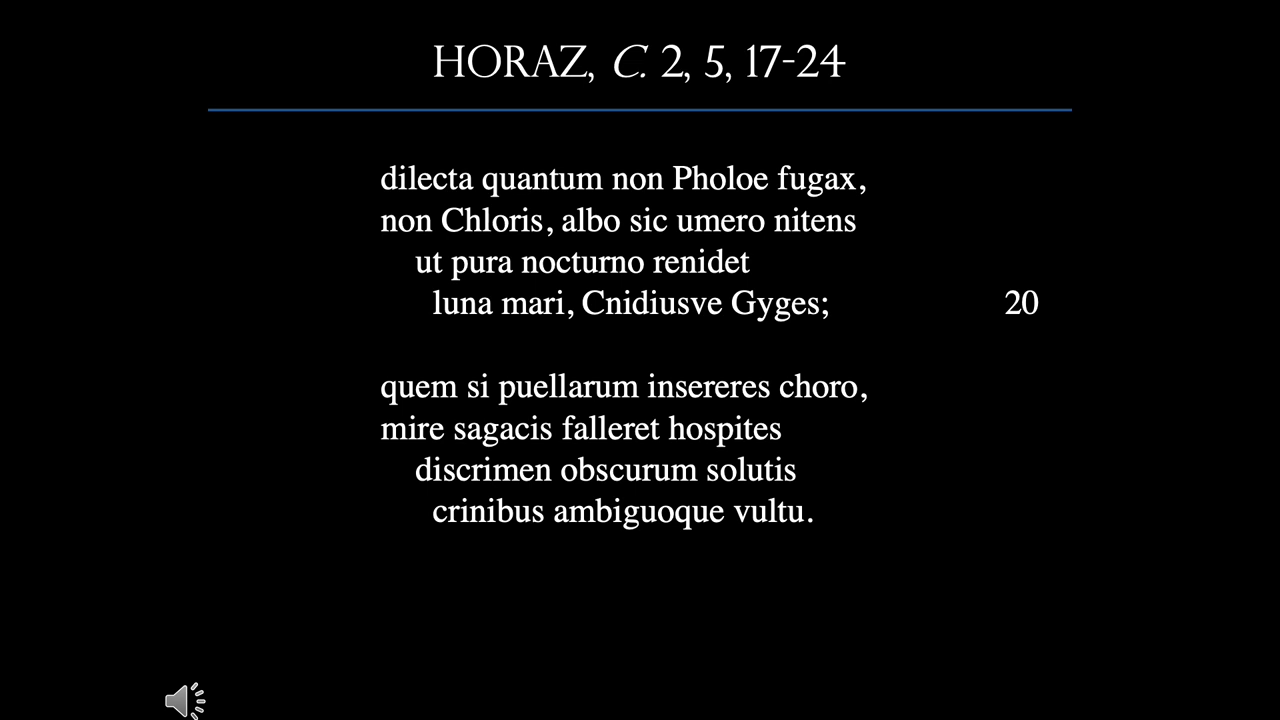 HORAZ, C. 2, 5, 17-24
dilecta quantum non Pholoe fugax,
non Chloris, albo sic umero nitens
ut pura nocturno renidet
luna mari, Cnidiusve Gyges; 20
quem si puellarum insereres choro,
mire sagacis falleret hospites
discrimen obscurum solutis
crinibus ambiguoque vultu.